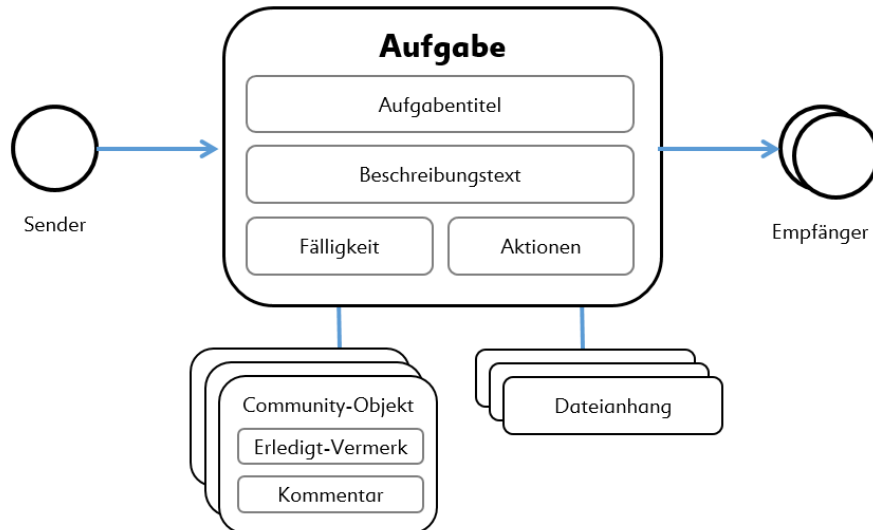 Aufgabe
Aufgabentitel
Beschreibungstext
Fälligkeit
Aktionen
Sender
Empfänger
Community-Objekt
Erledigt-Vermerk
Kommentar
Dateianhang